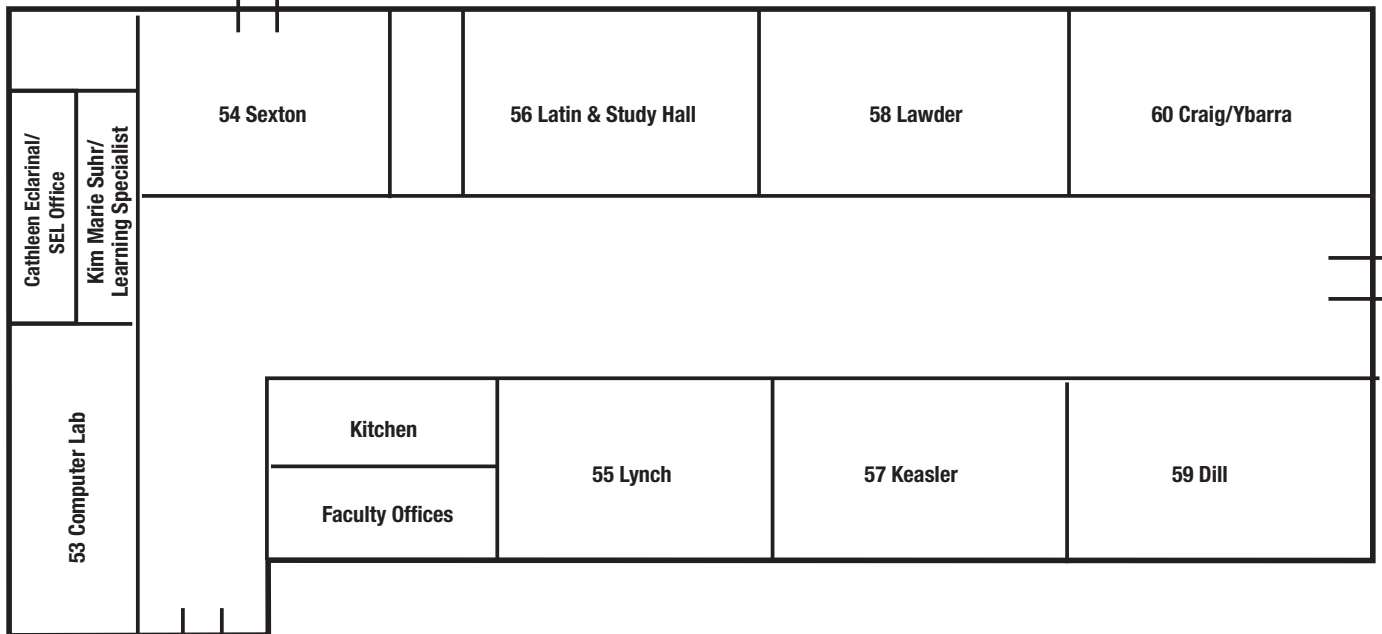 54 Sexton
56 Latin & Study Hall
58 Lawder
60 Craig/Ybarra
Cathleen Eclarinal/
SEL Office
Kim Marie Suhr/
Learning Specialist
53 Computer Lab
Kitchen
Faculty Offices
55 Lynch
57 Keasler
59 Dill